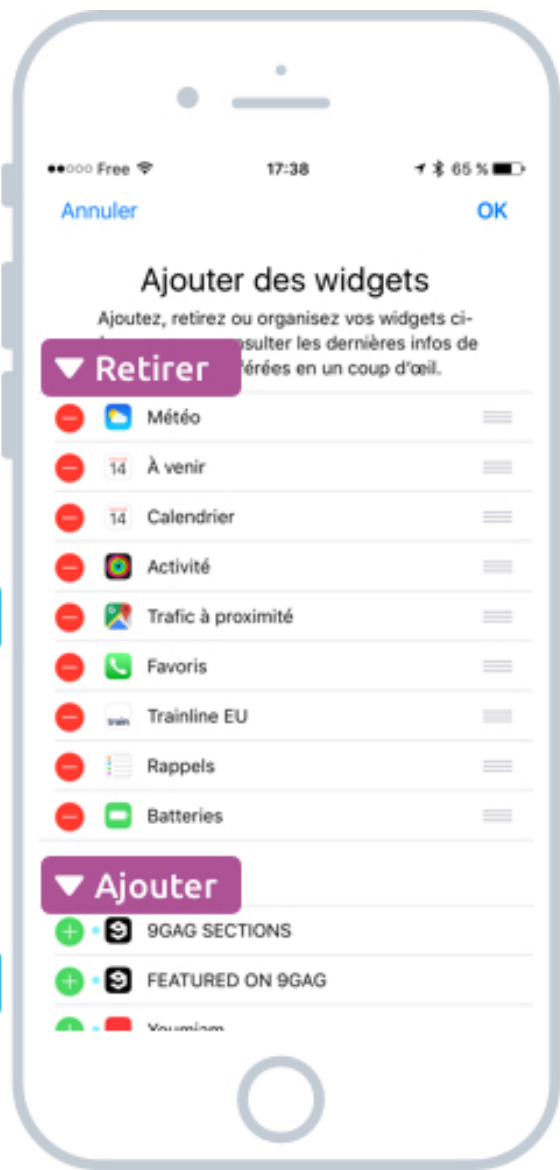 Free 17:38 65 %
Annuler OK
Ajouter des widgets
Ajoutez, retirez ou organisez vos widgets ci-
les dernières infos de
Retirer en un coup d'œil.
Météo
14 À venir
14 Calendrier
Activité
Trafic à proximité
Favoris
train Trainline EU
Rappels
Batteries
Ajouter
9GAG SECTIONS
FEATURED ON 9GAG